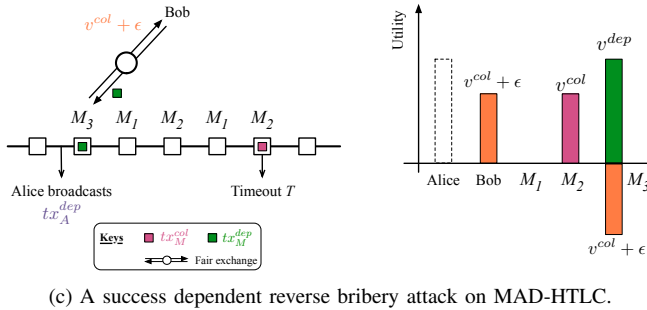 Bob
v^{col} + ϵ
M_3 M_1 M_2 M_1 M_2
Alice broadcasts
tx_A^{dep}
Timeout T
Keys tx_M^{col} tx_M^{dep}
Fair exchange
Utility
v^{dep}
v^{col} + ϵ
v^{col}
Alice Bob M_1 M_2 M_3
v^{col} + ϵ
(c) A success dependent reverse bribery attack on MAD-HTLC.